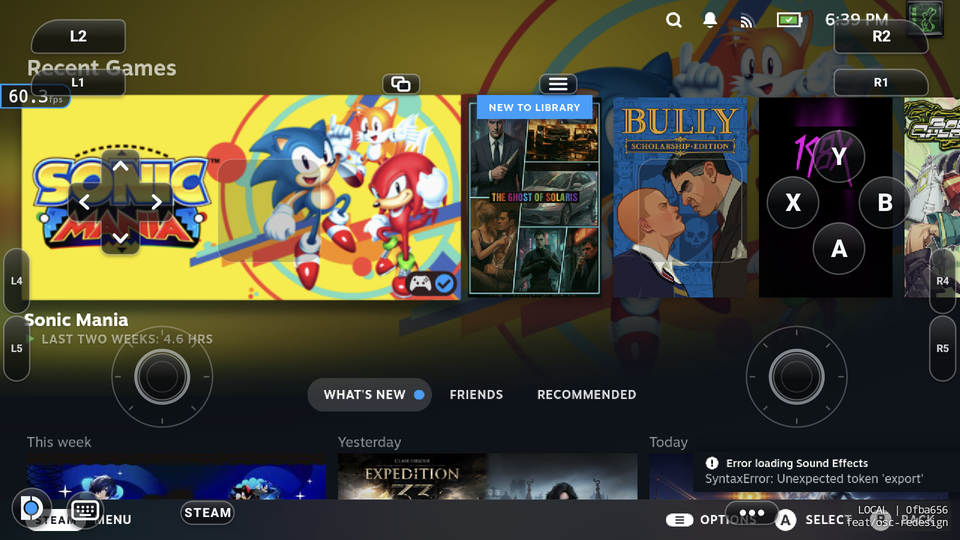 L2
6:39 PM
R2
Recent Games
L1
R1
60.3fps
NEW TO LIBRARY
SONIC
MANIA
TM
THE GHOST OF SOLARIS
BULLY
SCHOLARSHIP EDITION
Y
X
B
A
L4
R4
L5
R5
Sonic Mania
LAST TWO WEEKS: 4.6 HRS
WHAT'S NEW
FRIENDS
RECOMMENDED
This week
Yesterday
Today
EXPEDITION
33
Error loading Sound Effects
SyntaxError: Unexpected token 'export'
STEAM
MENU
STEAM
OPTIONS
A SELECT
B BACK
LOCAL | 0fba656
feat/osc-redesign